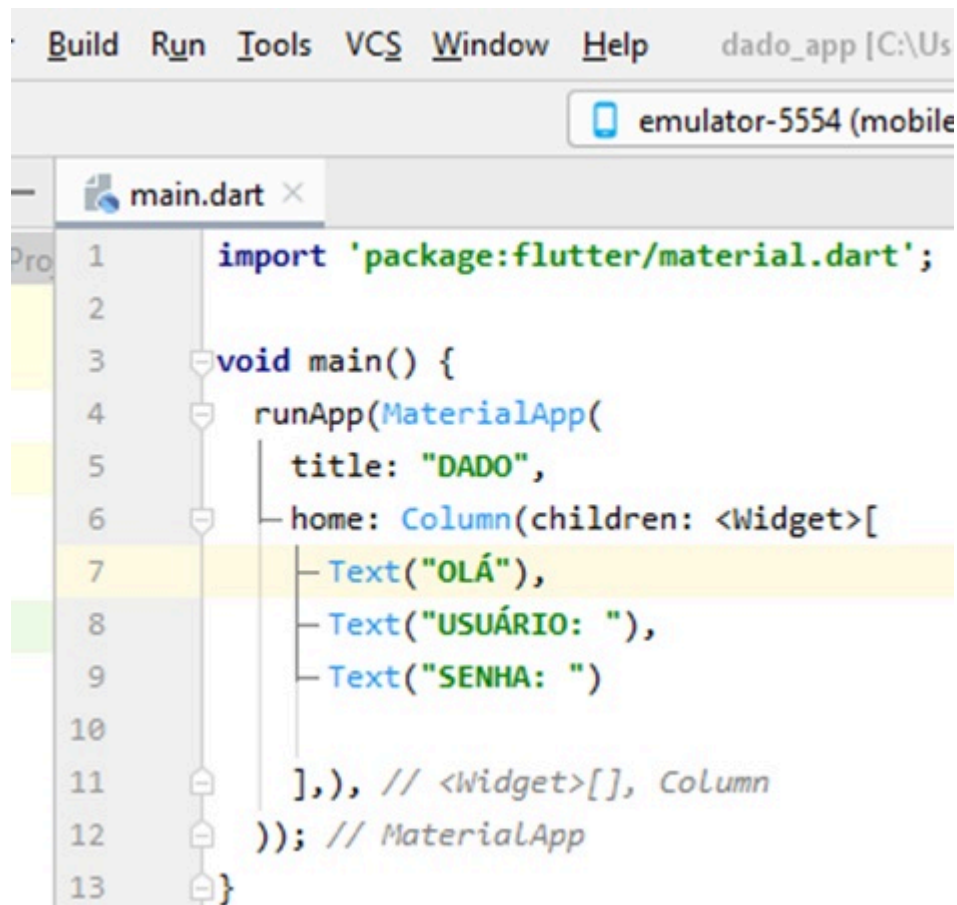 Build Run Tools VCS Window Help dado_app [C:\Us
emulator-5554 (mobile
main.dart
Pro
1 import 'package:flutter/material.dart';
2
3 void main() {
4 runApp(MaterialApp(
5 title: "DADO",
6 home: Column(children: <Widget>[
7 Text("OLÁ"),
8 Text("USUÁRIO: "),
9 Text("SENHA: ")
10
11 ],), // <Widget>[], Column
12 )); // MaterialApp
13 }